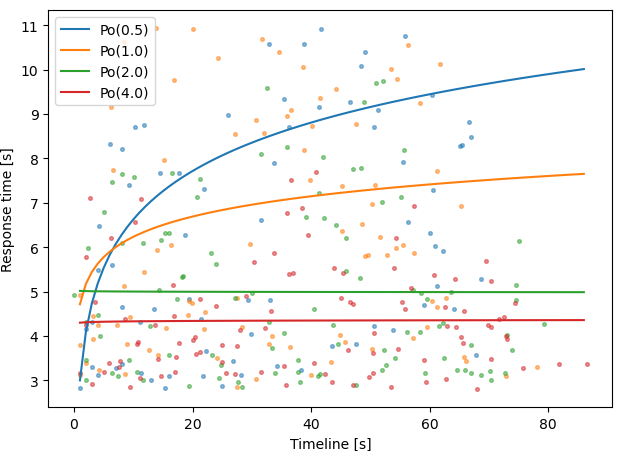 Po(0.5)
Po(1.0)
Po(2.0)
Po(4.0)
11
10
9
8
7
6
5
4
3
Response time [s]
0 20 40 60 80
Timeline [s]